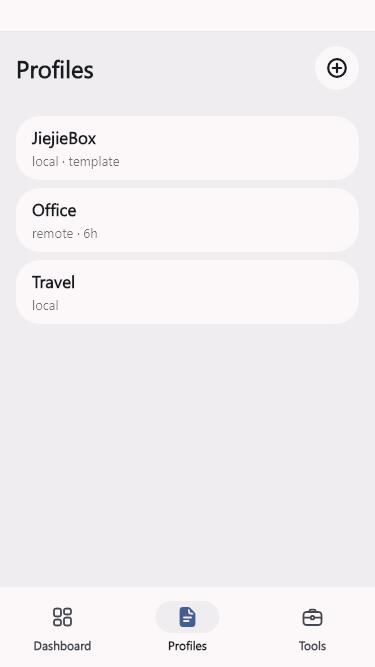 Profiles
JiejieBox
local · template
Office
remote · 6h
Travel
local
Dashboard
Profiles
Tools